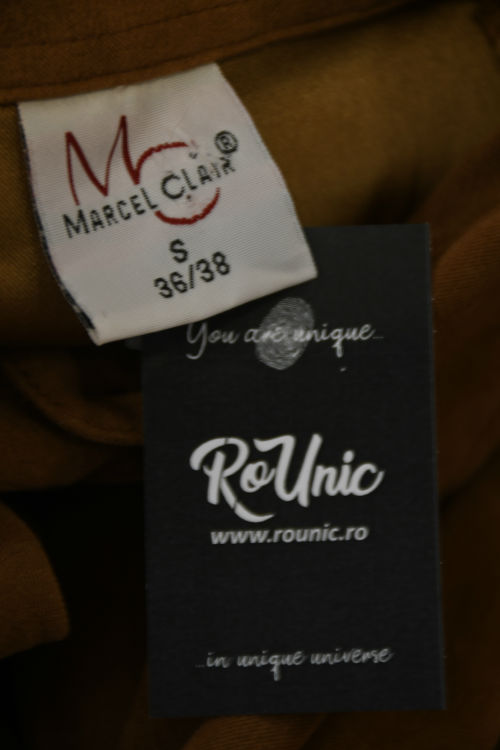 M
MARCEL CLAIR®
S
36/38
You are unique...
RoUnic
www.rounic.ro
...in unique universe